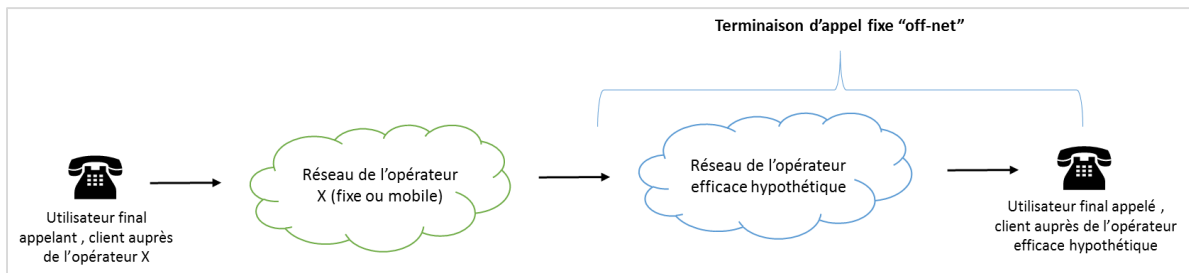 Terminaison d'appel fixe “off-net”
Réseau de l'opérateur
X (fixe ou mobile)
Réseau de l'opérateur
efficace hypothétique
Utilisateur final
appelant , client auprès
de l'opérateur X
Utilisateur final appelé ,
client auprès de l'opérateur
efficace hypothétique